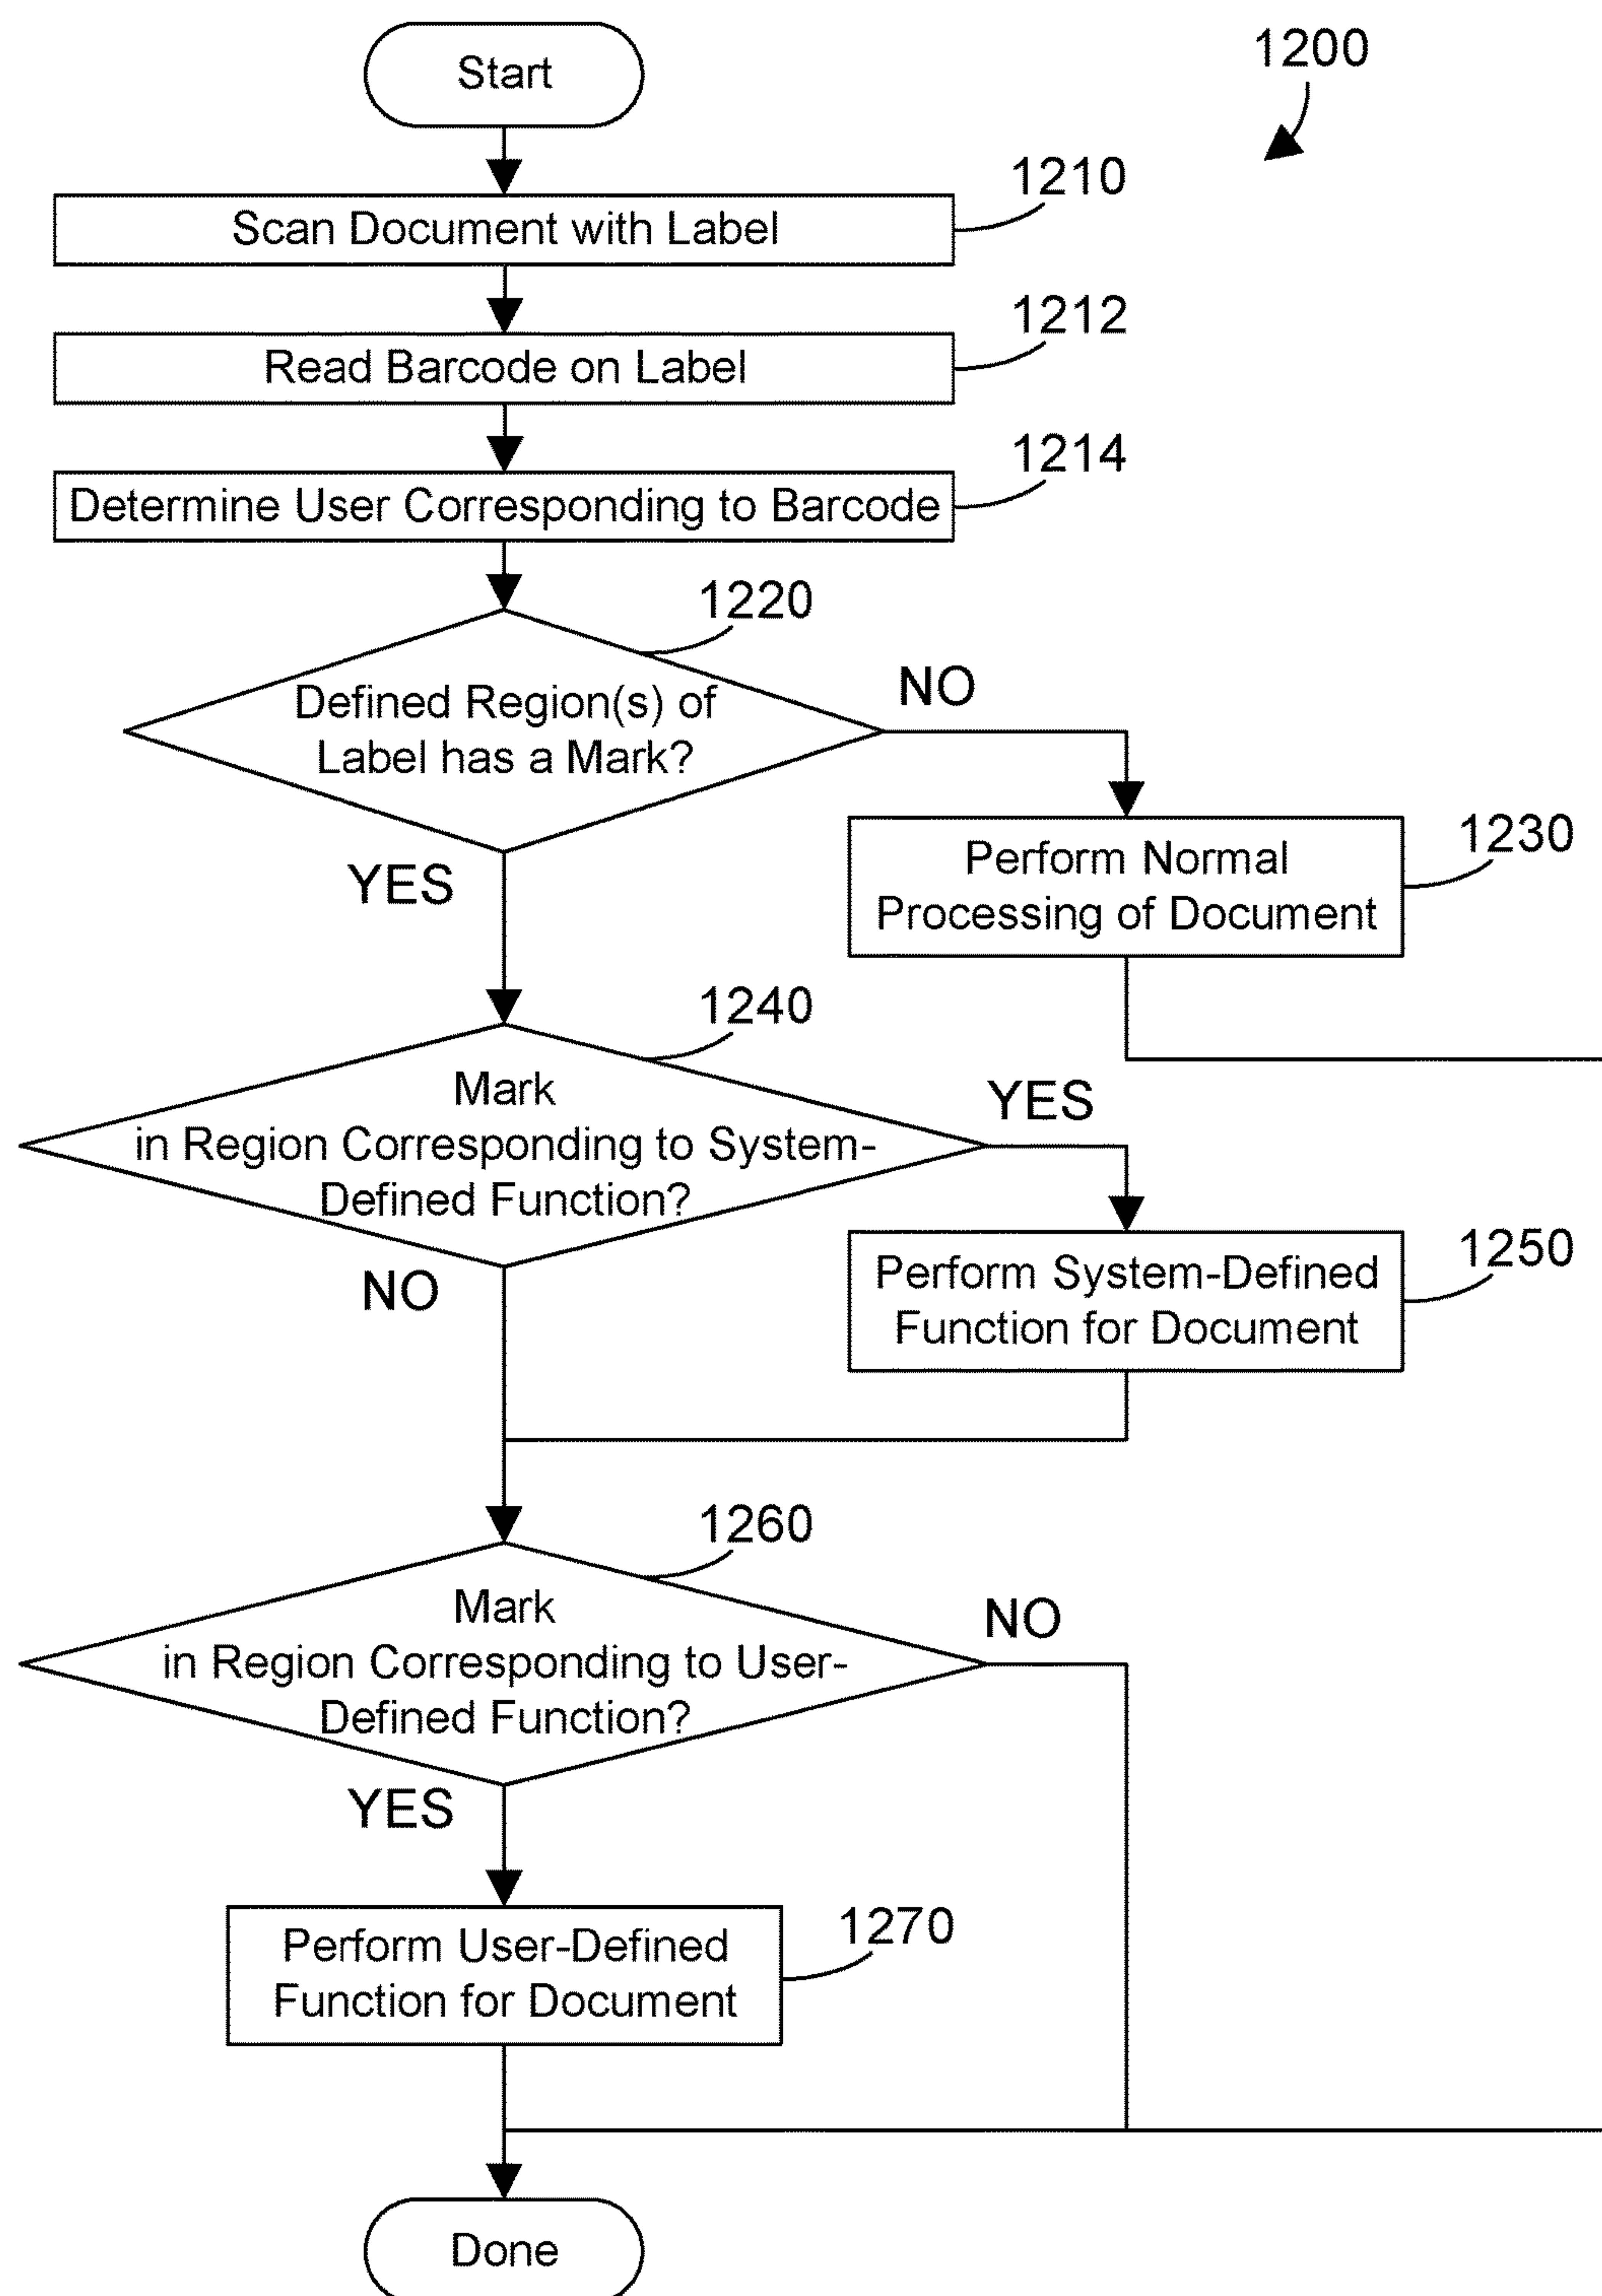 Start
1200
1210
Scan Document with Label
1212
Read Barcode on Label
1214
Determine User Corresponding to Barcode
1220
Defined Region(s) of
Label has a Mark?
NO
YES
1230
Perform Normal
Processing of Document
1240
Mark
in Region Corresponding to System-
Defined Function?
YES
NO
1250
Perform System-Defined
Function for Document
1260
Mark
in Region Corresponding to User-
Defined Function?
NO
YES
1270
Perform User-Defined
Function for Document
Done